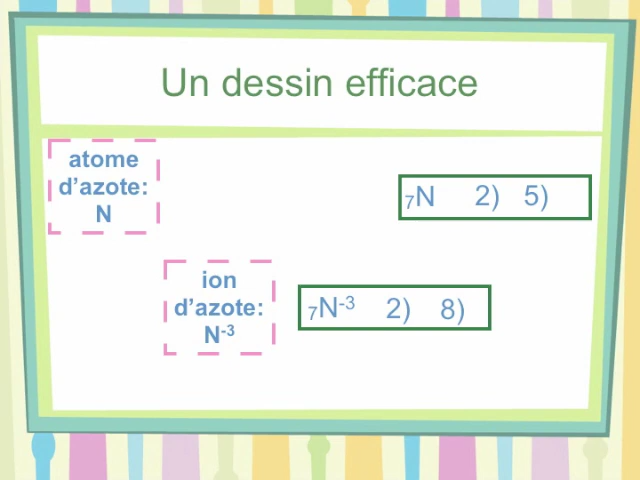 Un dessin efficace
atome
d’azote:
N
₇N 2) 5)
ion
d’azote:
N⁻³
₇N⁻³ 2) 8)